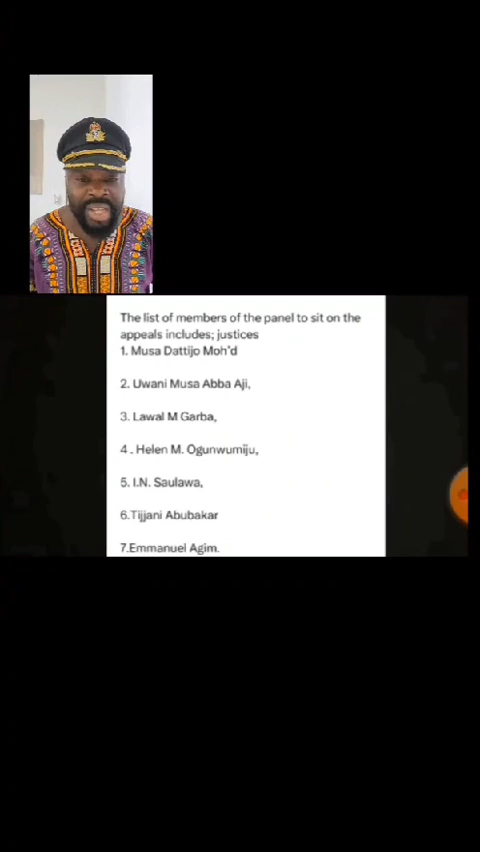 The list of members of the panel to sit on the
appeals includes; justices
1. Musa Dattijo Moh'd
2. Uwani Musa Abba Aji,
3. Lawal M Garba,
4 . Helen M. Ogunwumiju,
5. I.N. Saulawa,
6.Tijjani Abubakar
7.Emmanuel Agim.